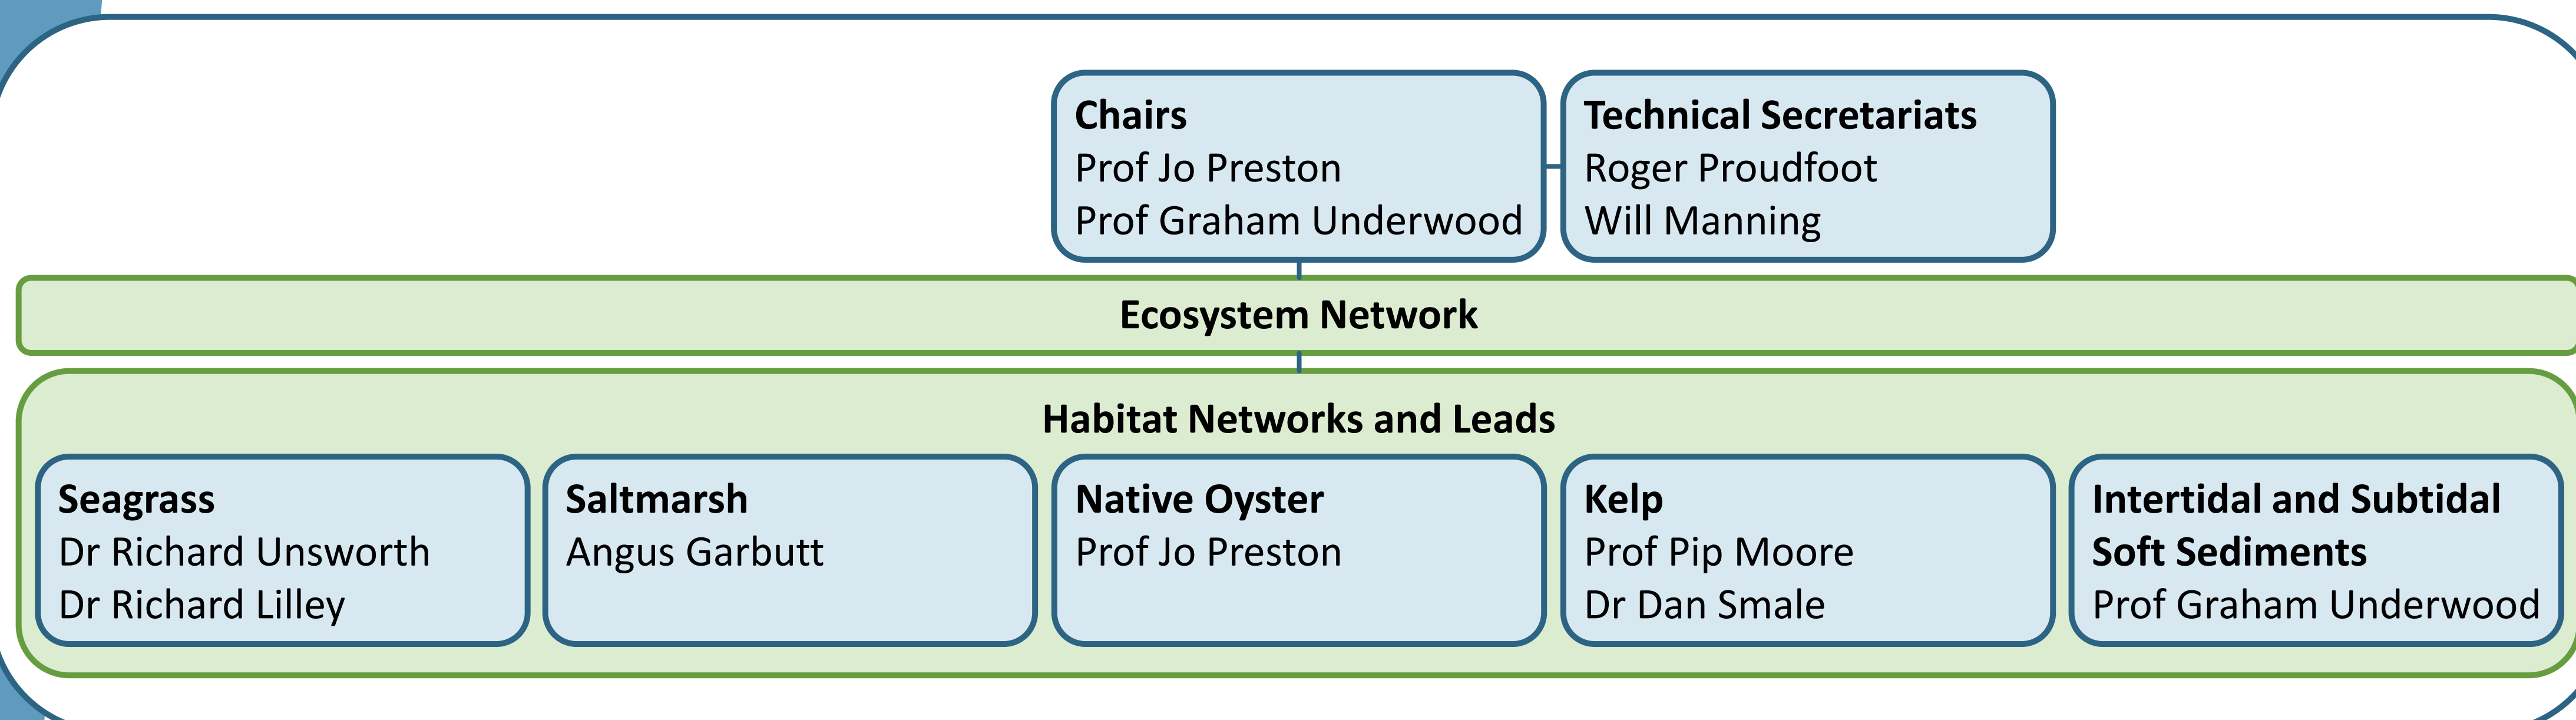 Chairs
Prof Jo Preston
Prof Graham Underwood
Technical Secretariats
Roger Proudfoot
Will Manning
Ecosystem Network
Habitat Networks and Leads
Seagrass
Dr Richard Unsworth
Dr Richard Lilley
Saltmarsh
Angus Garbutt
Native Oyster
Prof Jo Preston
Kelp
Prof Pip Moore
Dr Dan Smale
Intertidal and Subtidal
Soft Sediments
Prof Graham Underwood